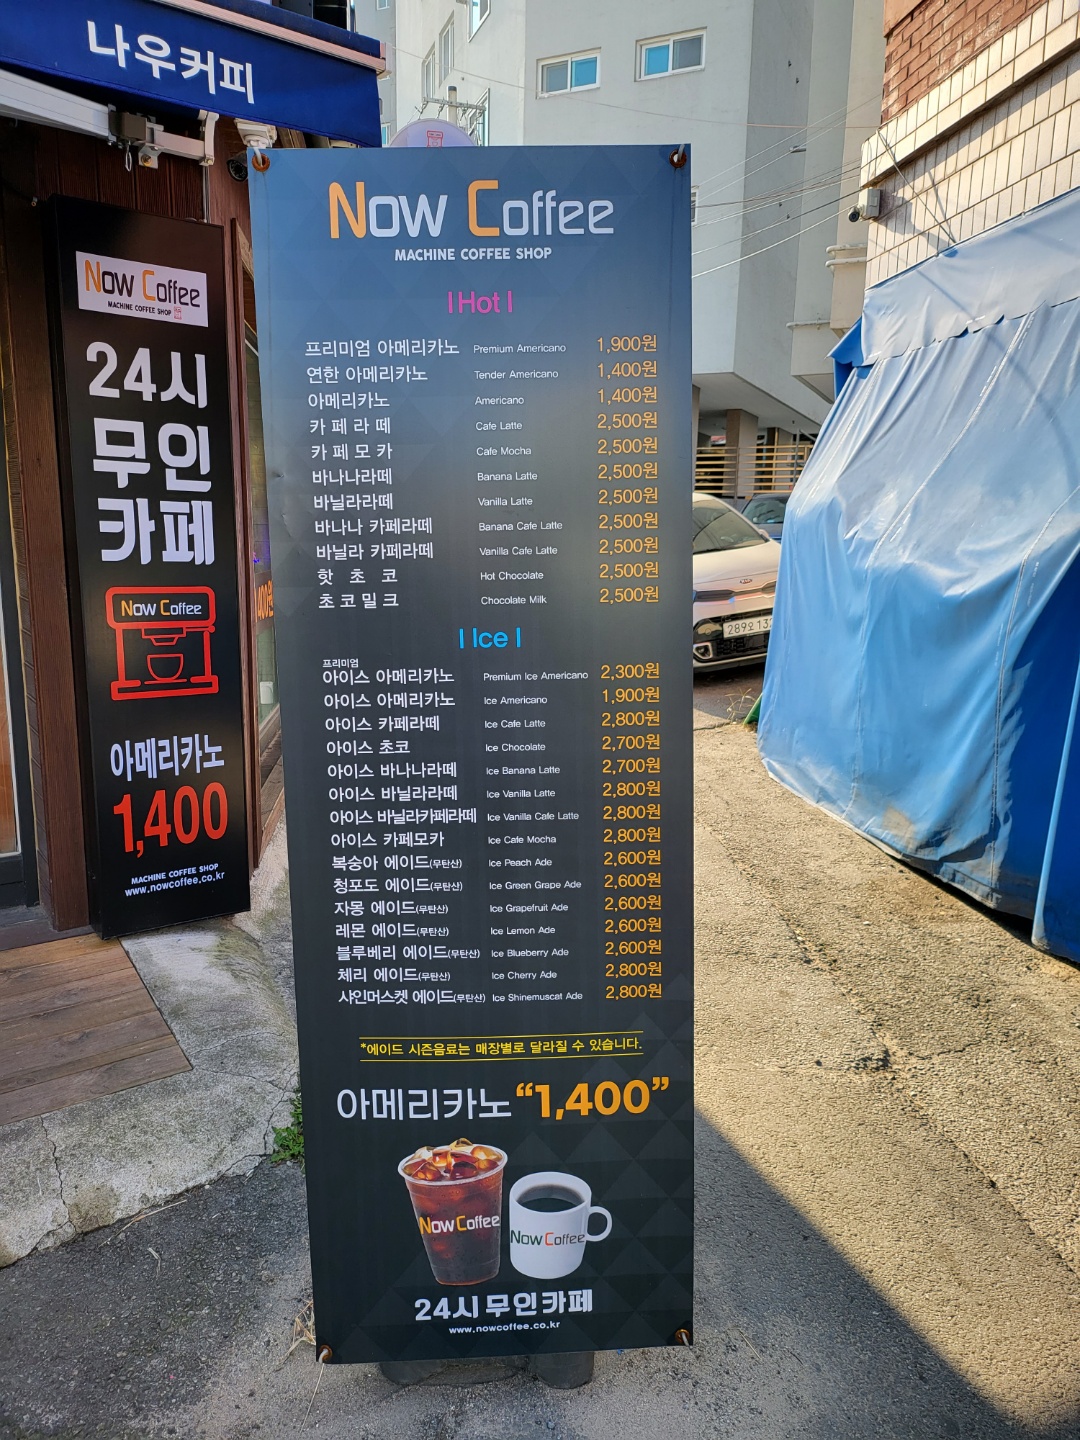 나우커피
Now Coffee
MACHINE COFFEE SHOP
24시
무인
카페
Now Coffee
아메리카노
1,400
MACHINE COFFEE SHOP
www.nowcoffee.co.kr
Now Coffee
MACHINE COFFEE SHOP
| Hot |
프리미엄 아메리카노 Premium Americano 1,900원
연한 아메리카노 Tender Americano 1,400원
아메리카노 Americano 1,400원
카 페 라 떼 Cafe Latte 2,500원
카 페 모 카 Cafe Mocha 2,500원
바나나라떼 Banana Latte 2,500원
바닐라라떼 Vanilla Latte 2,500원
바나나 카페라떼 Banana Cafe Latte 2,500원
바닐라 카페라떼 Vanilla Cafe Latte 2,500원
핫 초 코 Hot Chocolate 2,500원
초 코 밀 크 Chocolate Milk 2,500원
| Ice |
프리미엄
아이스 아메리카노 Premium Ice Americano 2,300원
아이스 아메리카노 Ice Americano 1,900원
아이스 카페라떼 Ice Cafe Latte 2,800원
아이스 초코 Ice Chocolate 2,700원
아이스 바나나라떼 Ice Banana Latte 2,700원
아이스 바닐라라떼 Ice Vanilla Latte 2,800원
아이스 바닐라카페라떼 Ice Vanilla Cafe Latte 2,800원
아이스 카페모카 Ice Cafe Mocha 2,800원
복숭아 에이드(무탄산) Ice Peach Ade 2,600원
청포도 에이드(무탄산) Ice Green Grape Ade 2,600원
자몽 에이드(무탄산) Ice Grapefruit Ade 2,600원
레몬 에이드(무탄산) Ice Lemon Ade 2,600원
블루베리 에이드(무탄산) Ice Blueberry Ade 2,600원
체리 에이드(무탄산) Ice Cherry Ade 2,800원
샤인머스켓 에이드(무탄산) Ice Shinemuscat Ade 2,800원
*에이드 시즌음료는 매장별로 달라질 수 있습니다.
아메리카노 “1,400”
Now Coffee
Now Coffee
24시 무인카페
www.nowcoffee.co.kr